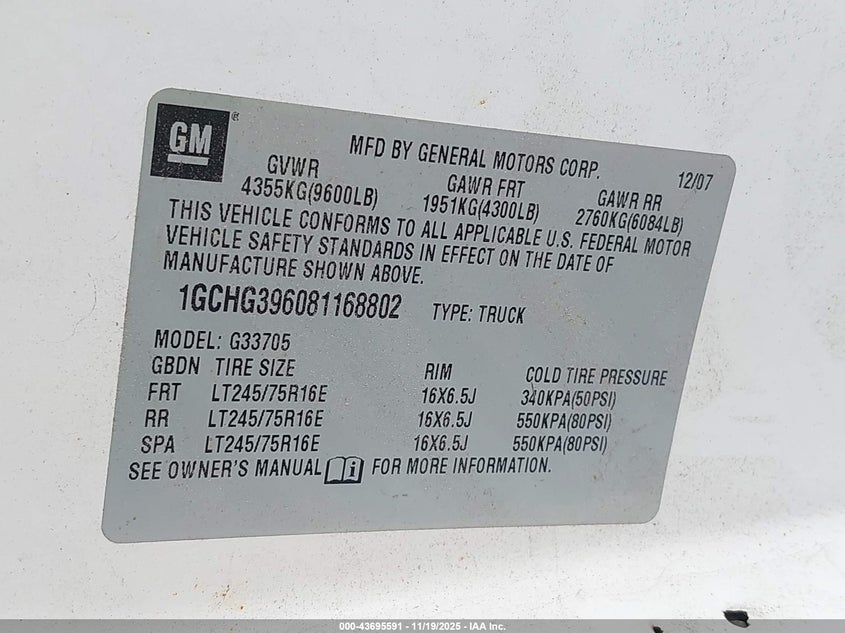 GM®
MFD BY GENERAL MOTORS CORP. 12/07
GVWR GAWR FRT GAWR RR
4355KG(9600LB) 1951KG(4300LB) 2760KG(6084LB)
THIS VEHICLE CONFORMS TO ALL APPLICABLE U.S. FEDERAL MOTOR
VEHICLE SAFETY STANDARDS IN EFFECT ON THE DATE OF
MANUFACTURE SHOWN ABOVE.
1GCHG396081168802 TYPE: TRUCK
MODEL: G33705
GBDN TIRE SIZE RIM COLD TIRE PRESSURE
FRT LT245/75R16E 16X6.5J 340KPA(50PSI)
RR LT245/75R16E 16X6.5J 550KPA(80PSI)
SPA LT245/75R16E 16X6.5J 550KPA(80PSI)
SEE OWNER'S MANUAL FOR MORE INFORMATION.
000-43695591 - 11/19/2025 - IAA Inc.